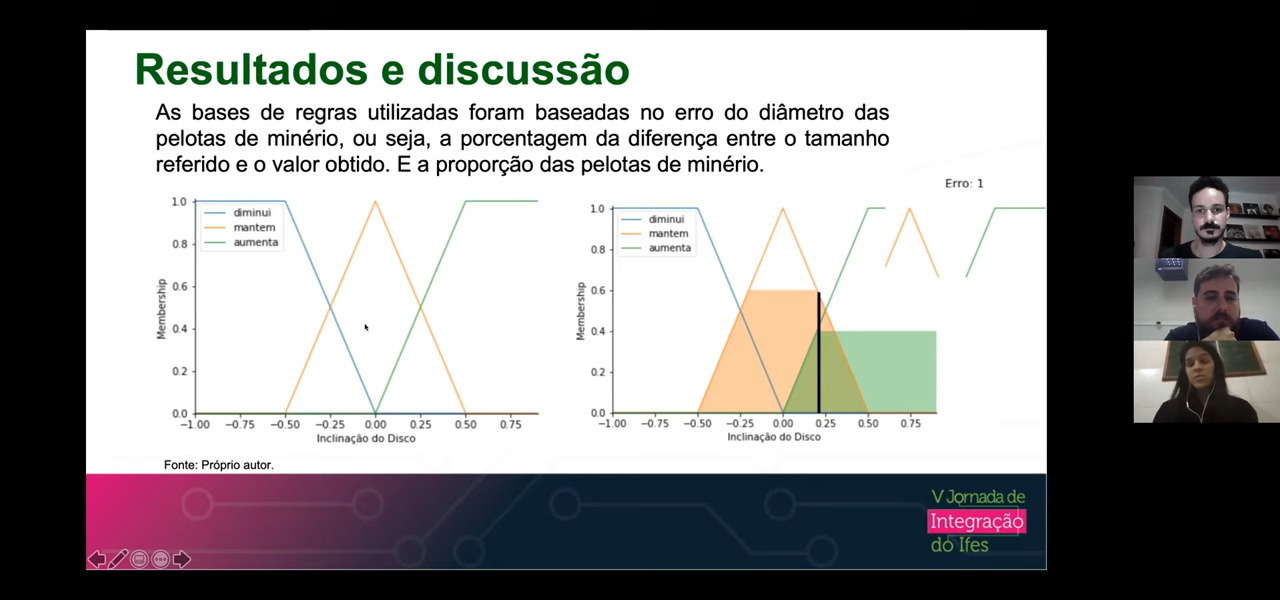 Resultados e discussão
As bases de regras utilizadas foram baseadas no erro do diâmetro das
pelotas de minério, ou seja, a porcentagem da diferença entre o tamanho
referido e o valor obtido. E a proporção das pelotas de minério.
Erro: 1
1.0
0.8
0.6
0.4
0.2
0.0
Membership
diminui
mantem
aumenta
−1.00 −0.75 −0.50 −0.25 0.00 0.25 0.50 0.75
Inclinação do Disco
1.0
0.8
0.6
0.4
0.2
0.0
Membership
diminui
mantem
aumenta
−1.00 −0.75 −0.50 −0.25 0.00 0.25 0.50 0.75
Inclinação do Disco
Fonte: Próprio autor.
V Jornada de
Integração
do Ifes